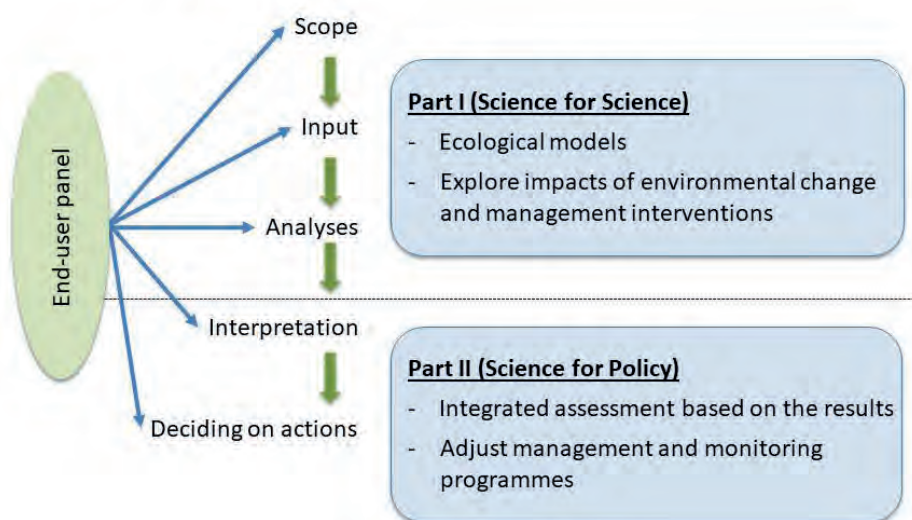 End-user panel
Scope
Input
Analyses
Interpretation
Deciding on actions
Part I (Science for Science)
- Ecological models
- Explore impacts of environmental change
and management interventions
Part II (Science for Policy)
- Integrated assessment based on the results
- Adjust management and monitoring
programmes